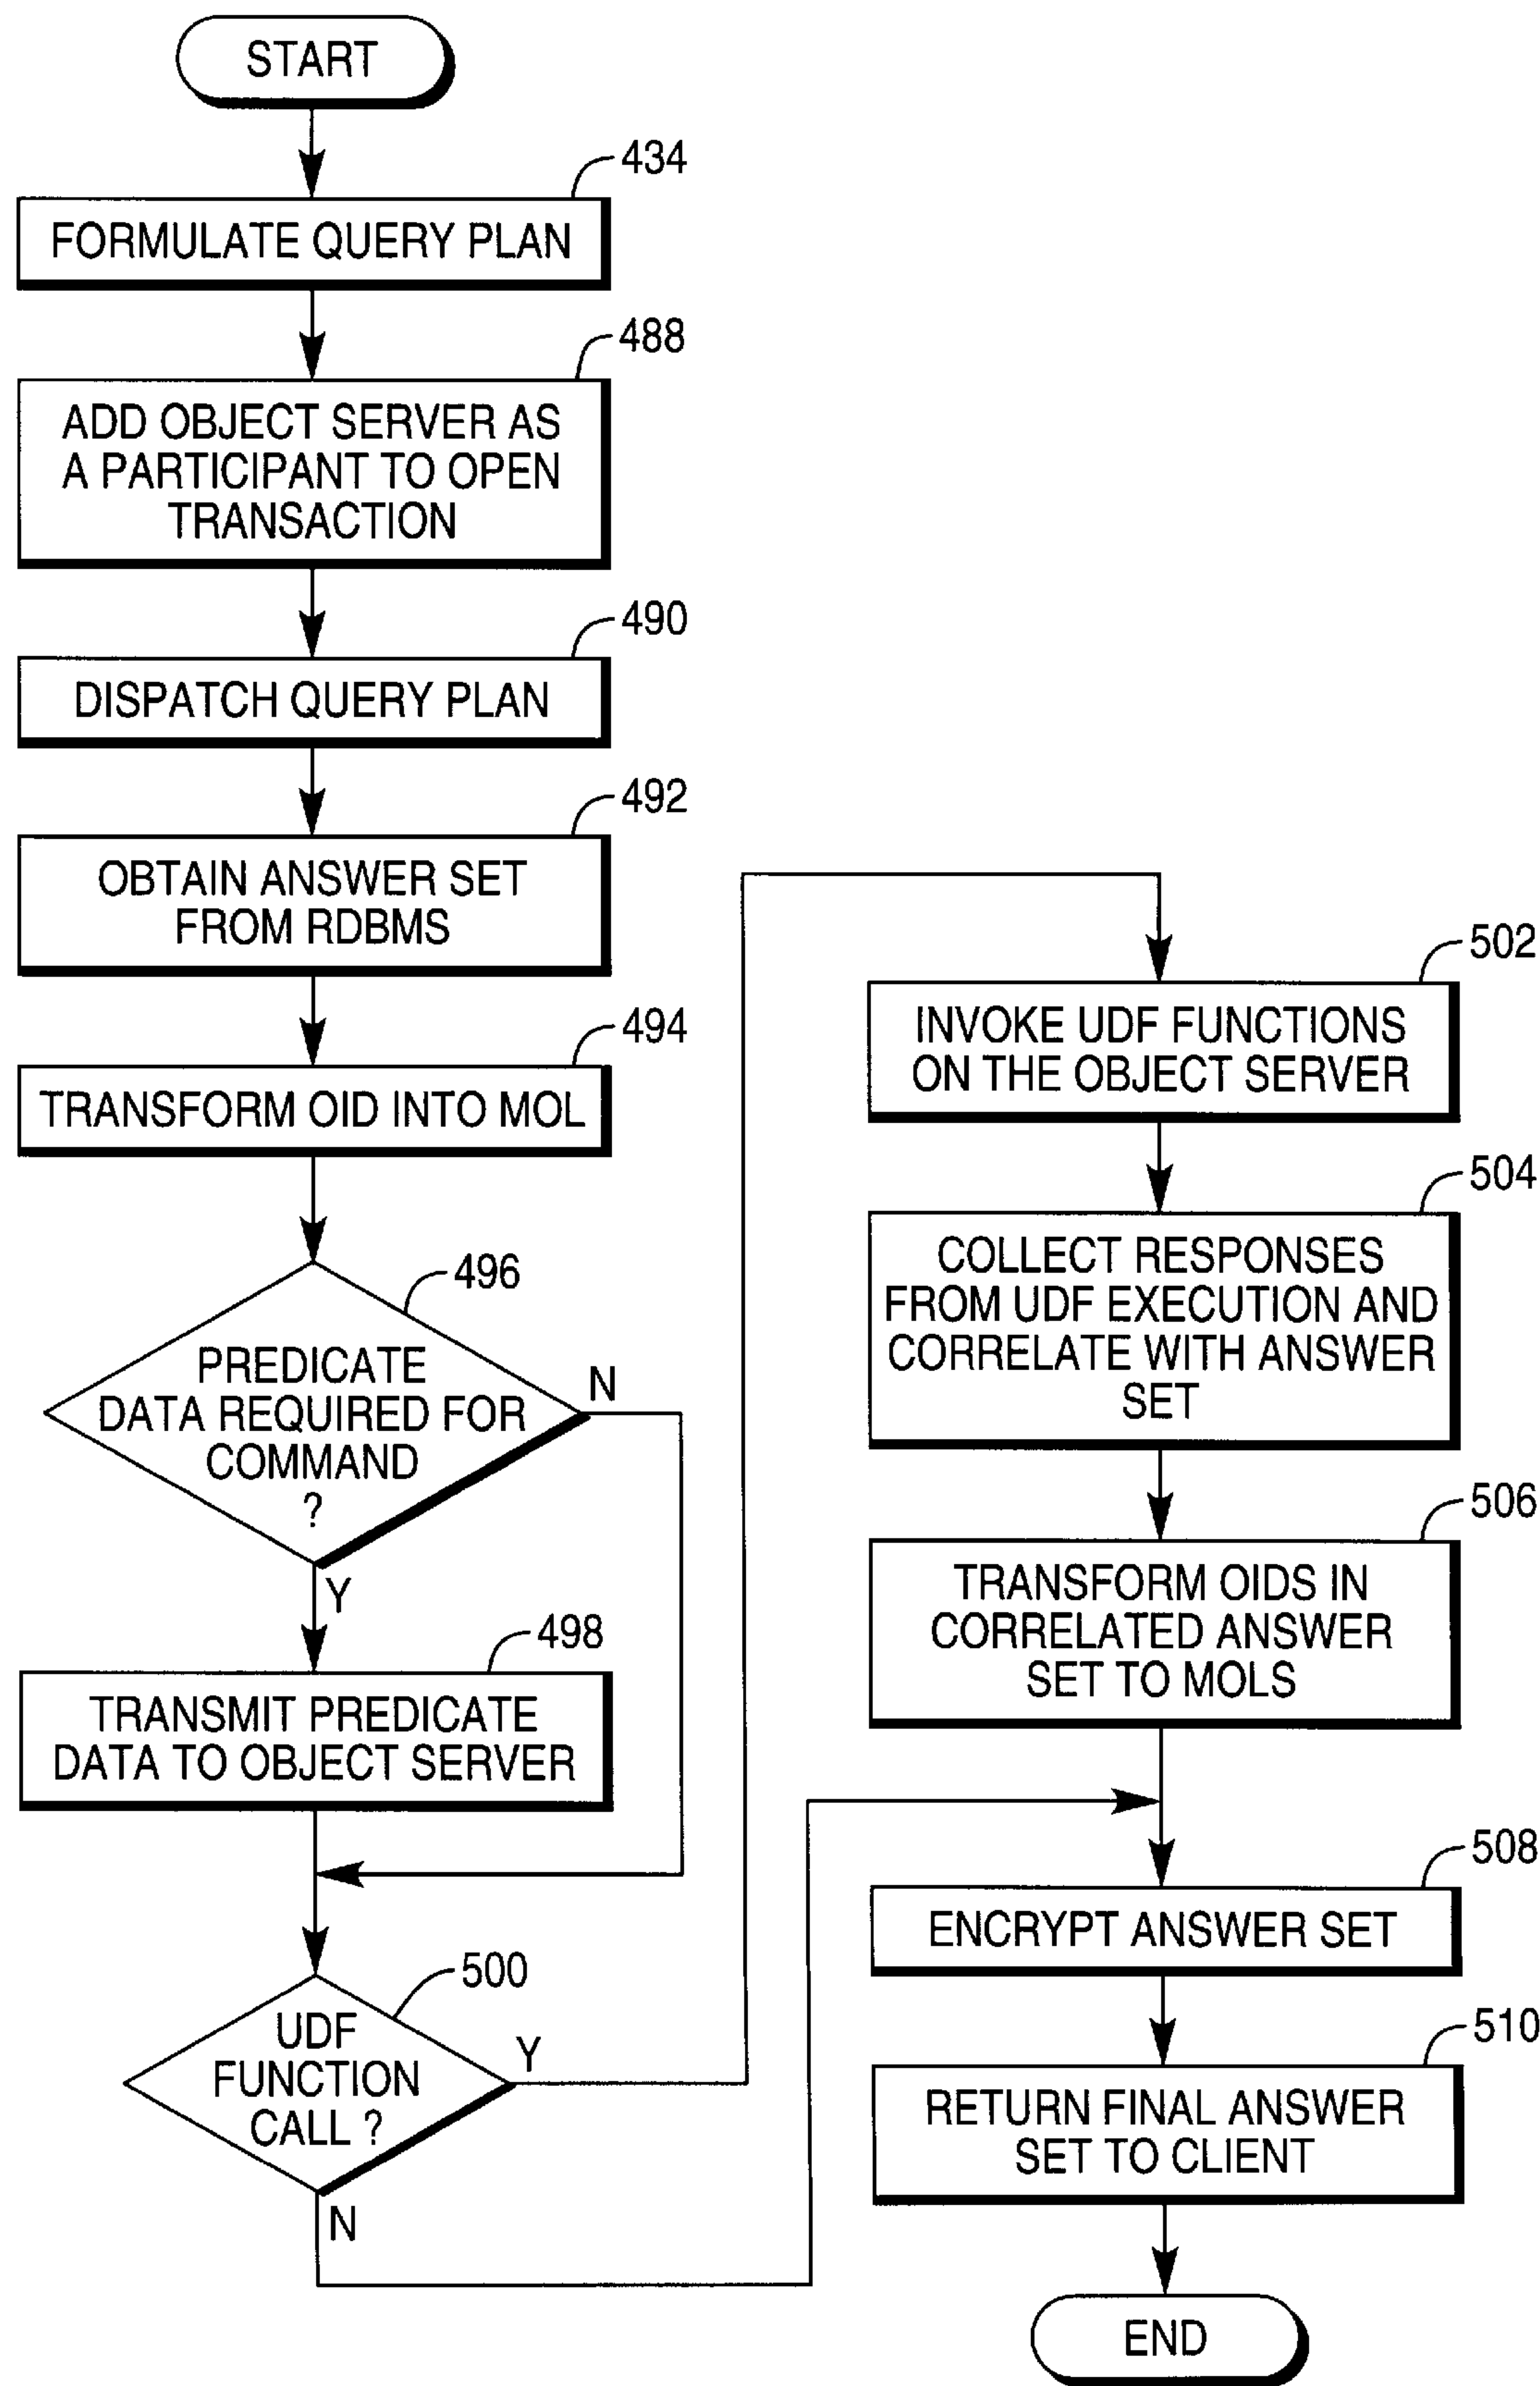 START
434
FORMULATE QUERY PLAN
488
ADD OBJECT SERVER AS
A PARTICIPANT TO OPEN
TRANSACTION
490
DISPATCH QUERY PLAN
492
OBTAIN ANSWER SET
FROM RDBMS
494
TRANSFORM OID INTO MOL
496
PREDICATE
DATA REQUIRED FOR
COMMAND
?
N
Y
498
TRANSMIT PREDICATE
DATA TO OBJECT SERVER
500
UDF
FUNCTION
CALL ?
Y
N
502
INVOKE UDF FUNCTIONS
ON THE OBJECT SERVER
504
COLLECT RESPONSES
FROM UDF EXECUTION AND
CORRELATE WITH ANSWER
SET
506
TRANSFORM OIDS IN
CORRELATED ANSWER
SET TO MOLS
508
ENCRYPT ANSWER SET
510
RETURN FINAL ANSWER
SET TO CLIENT
END